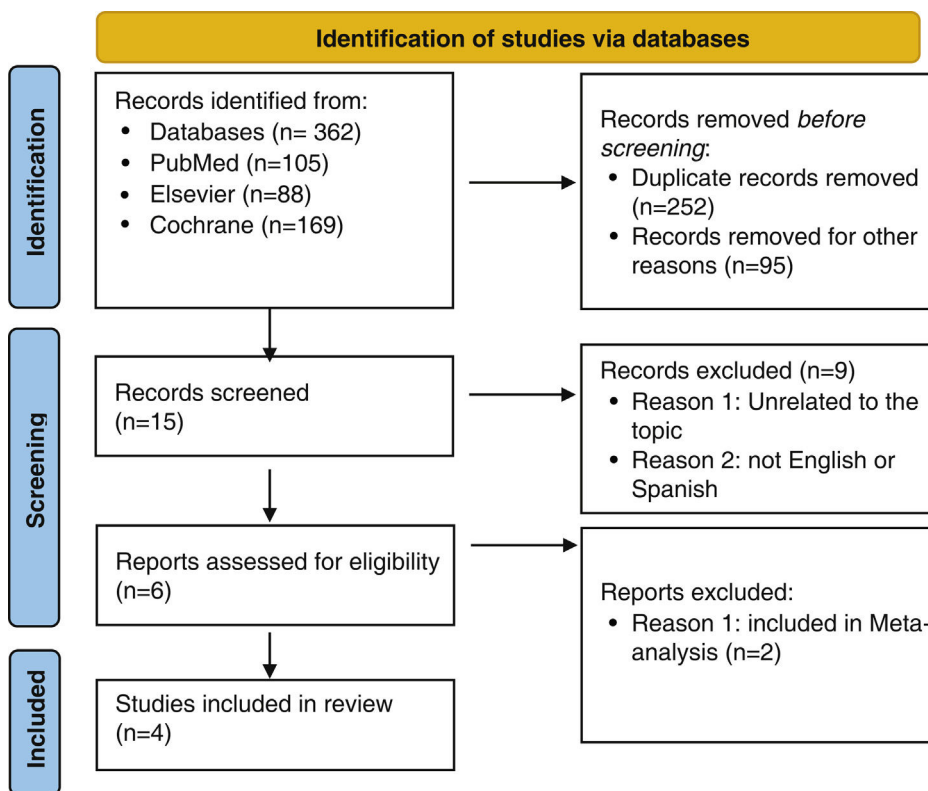 Identification of studies via databases
Identification
Records identified from:
• Databases (n= 362)
• PubMed (n=105)
• Elsevier (n=88)
• Cochrane (n=169)
Records removed before
screening:
• Duplicate records removed
(n=252)
• Records removed for other
reasons (n=95)
Screening
Records screened
(n=15)
Records excluded (n=9)
• Reason 1: Unrelated to the
topic
• Reason 2: not English or
Spanish
Reports assessed for eligibility
(n=6)
Reports excluded:
• Reason 1: included in Meta-
analysis (n=2)
Included
Studies included in review
(n=4)